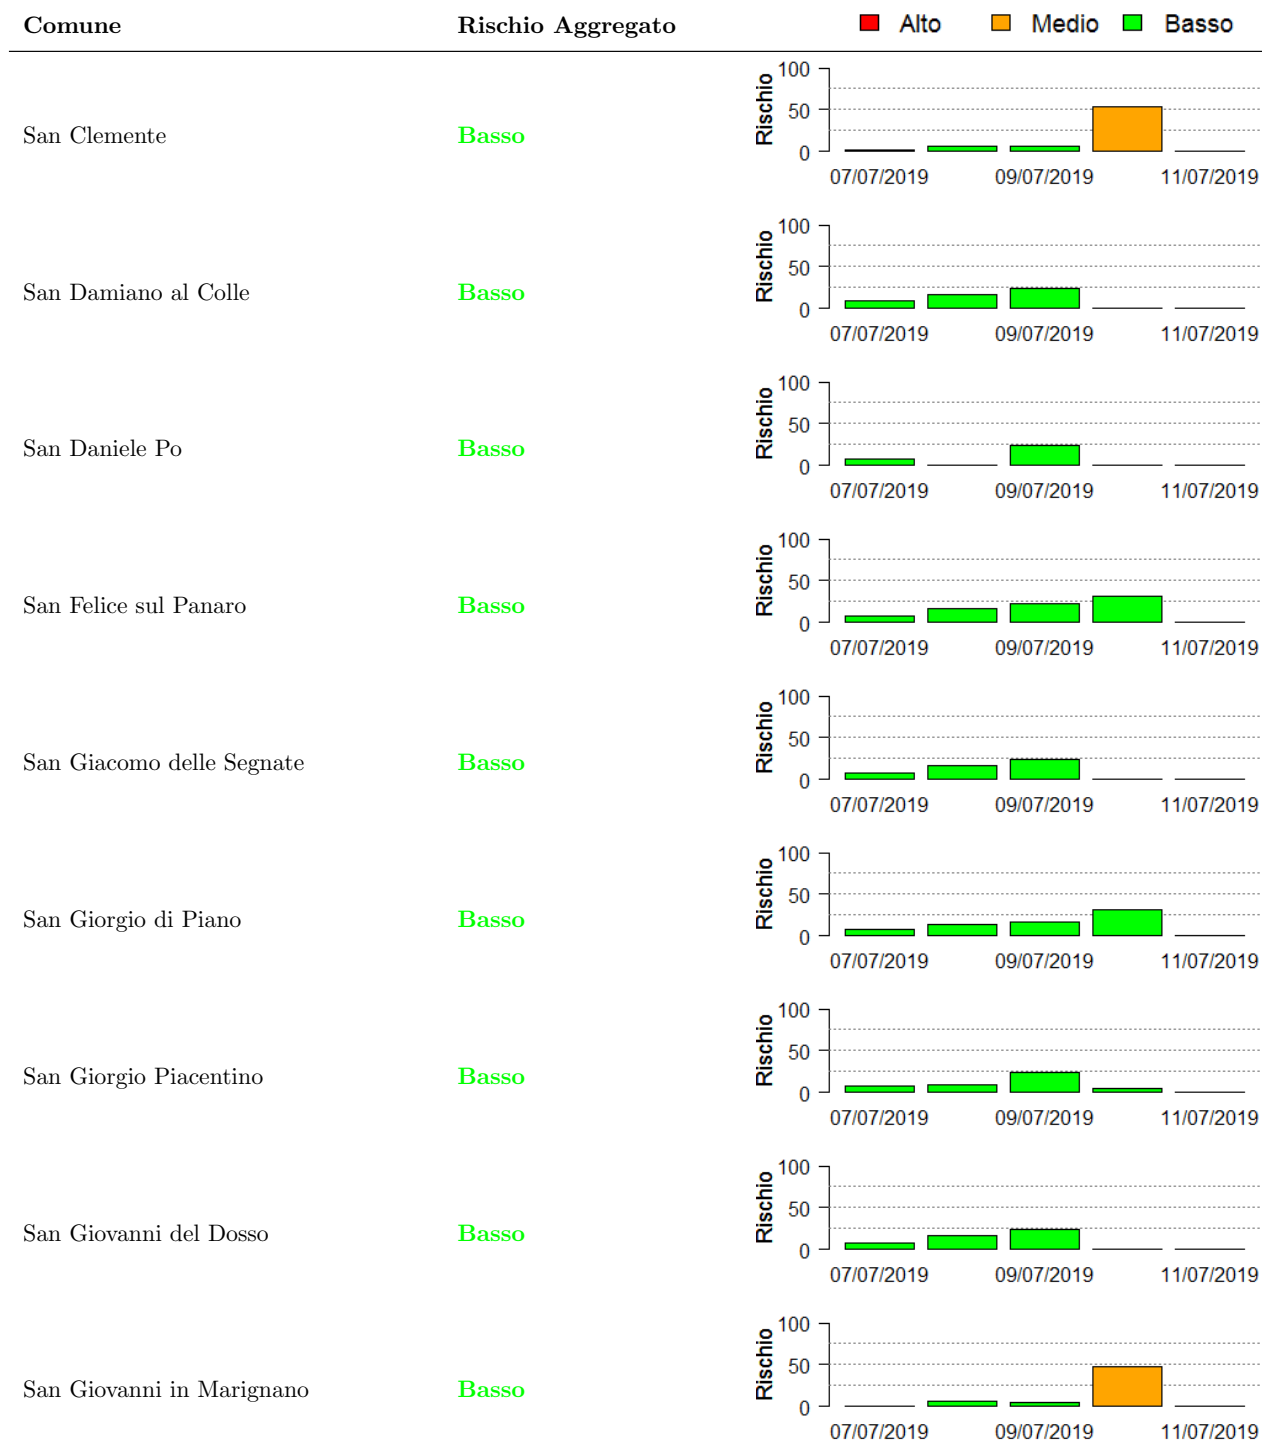 Comune Rischio Aggregato Alto Medio Basso
San Clemente Basso
Rischio
100
50
0
07/07/2019 09/07/2019 11/07/2019
San Damiano al Colle Basso
Rischio
100
50
0
07/07/2019 09/07/2019 11/07/2019
San Daniele Po Basso
Rischio
100
50
0
07/07/2019 09/07/2019 11/07/2019
San Felice sul Panaro Basso
Rischio
100
50
0
07/07/2019 09/07/2019 11/07/2019
San Giacomo delle Segnate Basso
Rischio
100
50
0
07/07/2019 09/07/2019 11/07/2019
San Giorgio di Piano Basso
Rischio
100
50
0
07/07/2019 09/07/2019 11/07/2019
San Giorgio Piacentino Basso
Rischio
100
50
0
07/07/2019 09/07/2019 11/07/2019
San Giovanni del Dosso Basso
Rischio
100
50
0
07/07/2019 09/07/2019 11/07/2019
San Giovanni in Marignano Basso
Rischio
100
50
0
07/07/2019 09/07/2019 11/07/2019